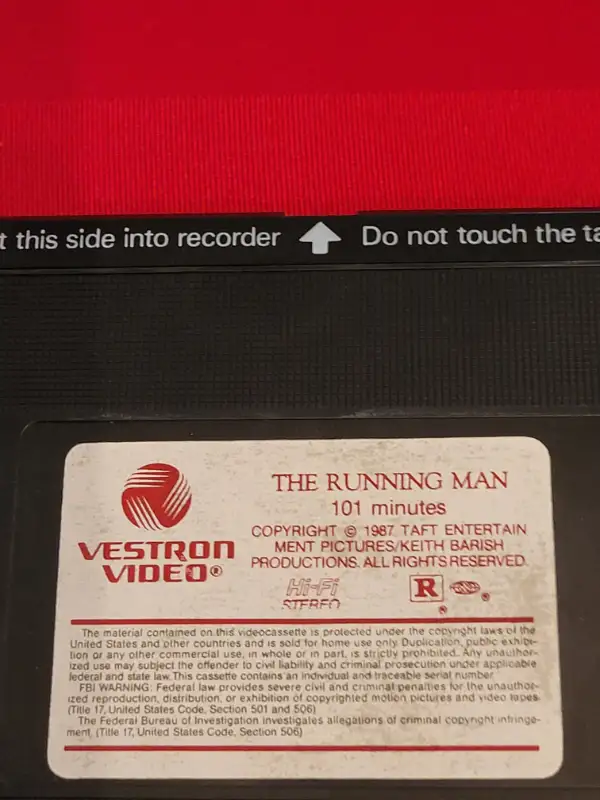 t this side into recorder Do not touch the ta
THE RUNNING MAN
101 minutes
COPYRIGHT © 1987 TAFT ENTERTAIN
MENT PICTURES/KEITH BARISH
PRODUCTIONS. ALL RIGHTS RESERVED.
VESTRON
VIDEO®
Hi-Fi
STEREO
R ® ®
The material contained on this videocassette is protected under the copyright laws of the
United States and other countries and is sold for home use only. Duplication, public exhibi-
tion or any other commercial use, in whole or in part, is strictly prohibited. Any unauthor-
ized use may subject the offender to civil liability and criminal prosecution under applicable
federal and state law. This cassette contains an individual and traceable serial number.
FBI WARNING: Federal law provides severe civil and criminal penalties for the unautho-
ized reproduction, distribution, or exhibition of copyrighted motion pictures and video tapes.
(Title 17, United States Code, Section 501 and 506)
The Federal Bureau of Investigation investigates allegations of criminal copyright infringe-
ment, (Title 17, United States Code, Section 506)